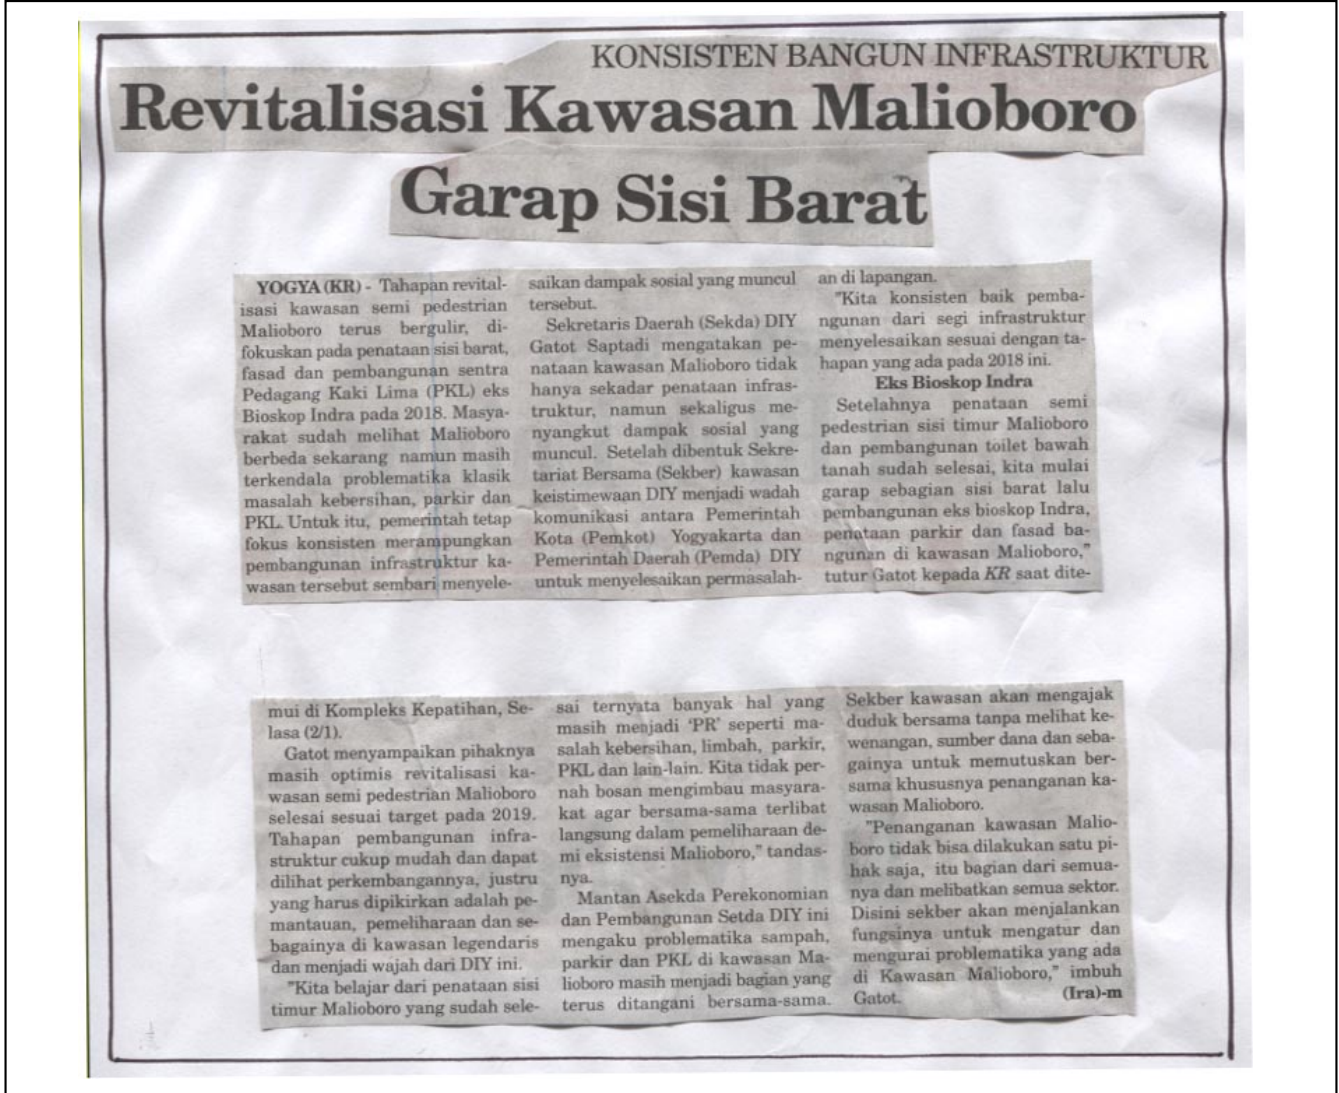 KONSISTEN BANGUN INFRASTRUKTUR
Revitalisasi Kawasan Malioboro
Garap Sisi Barat
YOGYA (KR) - Tahapan revital-
isasi kawasan semi pedestrian
Malioboro terus bergulir, di-
fokuskan pada penataan sisi barat,
fasad dan pembangunan sentra
Pedagang Kaki Lima (PKL) eks
Bioskop Indra pada 2018. Masya-
rakat sudah melihat Malioboro
berbeda sekarang namun masih
terkendala problematika klasik
masalah kebersihan, parkir dan
PKL. Untuk itu, pemerintah tetap
fokus konsisten merampungkan
pembangunan infrastruktur ka-
wasan tersebut sembari menyele-
saikan dampak sosial yang muncul
tersebut.
Sekretaris Daerah (Sekda) DIY
Gatot Saptadi mengatakan pe-
nataan kawasan Malioboro tidak
hanya sekadar penataan infras-
truktur, namun sekaligus me-
nyangkut dampak sosial yang
muncul. Setelah dibentuk Sekre-
tariat Bersama (Sekber) kawasan
keistimewaan DIY menjadi wadah
komunikasi antara Pemerintah
Kota (Pemkot) Yogyakarta dan
Pemerintah Daerah (Pemda) DIY
untuk menyelesaikan permasalah-
an di lapangan.
"Kita konsisten baik pemba-
ngunan dari segi infrastruktur
menyelesaikan sesuai dengan ta-
hapan yang ada pada 2018 ini.
Eks Bioskop Indra
Setelahnya penataan semi
pedestrian sisi timur Malioboro
dan pembangunan toilet bawah
tanah sudah selesai, kita mulai
garap sebagian sisi barat lalu
pembangunan eks bioskop Indra,
penataan parkir dan fasad ba-
ngunan di kawasan Malioboro,"
tutur Gatot kepada KR saat dite-
mui di Kompleks Kepatihan, Se-
lasa (2/1).
Gatot menyampaikan pihaknya
masih optimis revitalisasi ka-
wasan semi pedestrian Malioboro
selesai sesuai target pada 2019.
Tahapan pembangunan infra-
struktur cukup mudah dan dapat
dilihat perkembangannya, justru
yang harus dipikirkan adalah pe-
mantauan, pemeliharaan dan se-
bagainya di kawasan legendaris
dan menjadi wajah dari DIY ini.
"Kita belajar dari penataan sisi
timur Malioboro yang sudah sele-
sai ternyata banyak hal yang
masih menjadi 'PR' seperti ma-
salah kebersihan, limbah, parkir,
PKL dan lain-lain. Kita tidak per-
nah bosan mengimbau masyara-
kat agar bersama-sama terlibat
langsung dalam pemeliharaan de-
mi eksistensi Malioboro," tandas-
nya.
Mantan Asekda Perekonomian
dan Pembangunan Setda DIY ini
mengaku problematika sampah,
parkir dan PKL di kawasan Ma-
lioboro masih menjadi bagian yang
terus ditangani bersama-sama.
Sekber kawasan akan mengajak
duduk bersama tanpa melihat ke-
wenangan, sumber dana dan seba-
gainya untuk memutuskan ber-
sama khususnya penanganan ka-
wasan Malioboro.
"Penanganan kawasan Malio-
boro tidak bisa dilakukan satu pi-
hak saja, itu bagian dari semua-
nya dan melibatkan semua sektor.
Disini sekber akan menjalankan
fungsinya untuk mengatur dan
mengurai problematika yang ada
di Kawasan Malioboro," imbuh
Gatot. (Ira)-m